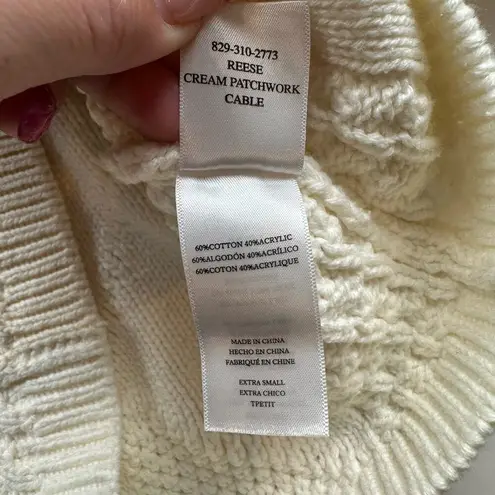 829-310-2773
REESE
CREAM PATCHWORK
CABLE
60%COTTON 40%ACRYLIC
60%ALGODÓN 40%ACRÍLICO
60%COTON 40%ACRYLIQUE
MADE IN CHINA
HECHO EN CHINE
FABRIQUÉ EN CHINE
EXTRA SMALL
EXTRA CHICO
TPETIT